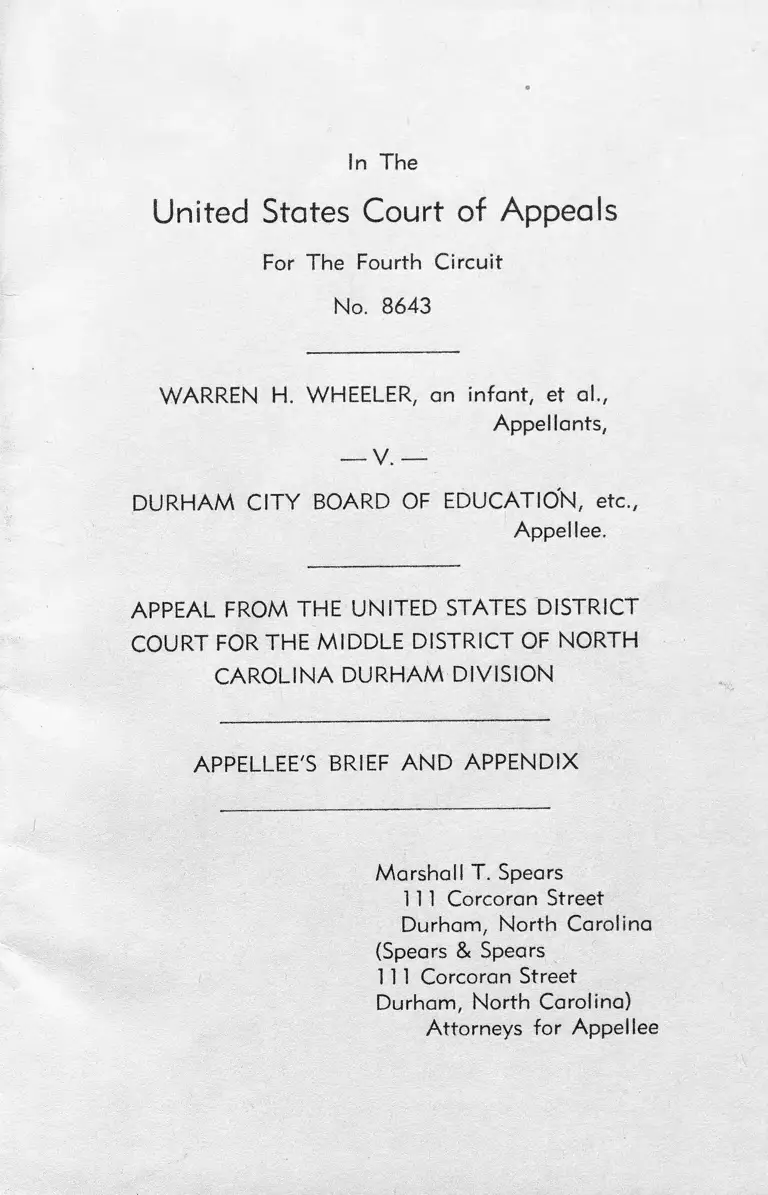 In The
United States Court of Appeals
For The Fourth Circuit
No. 8643
WARREN H. WHEELER, an infant, et al.,
Appellants,
— V. —
DURHAM CITY BOARD OF EDUCATION, etc.,
Appellee.
APPEAL FROM THE UNITED STATES DISTRICT
COURT FOR THE MIDDLE DISTRICT OF NORTH
CAROLINA DURHAM DIVISION
APPELLEE'S BRIEF AND APPENDIX
Marshall T. Spears
111 Corcoran Street
Durham, North Carolina
(Spears & Spears
111 Corcoran Street
Durham, North Carolina)
Attorneys for Appellee